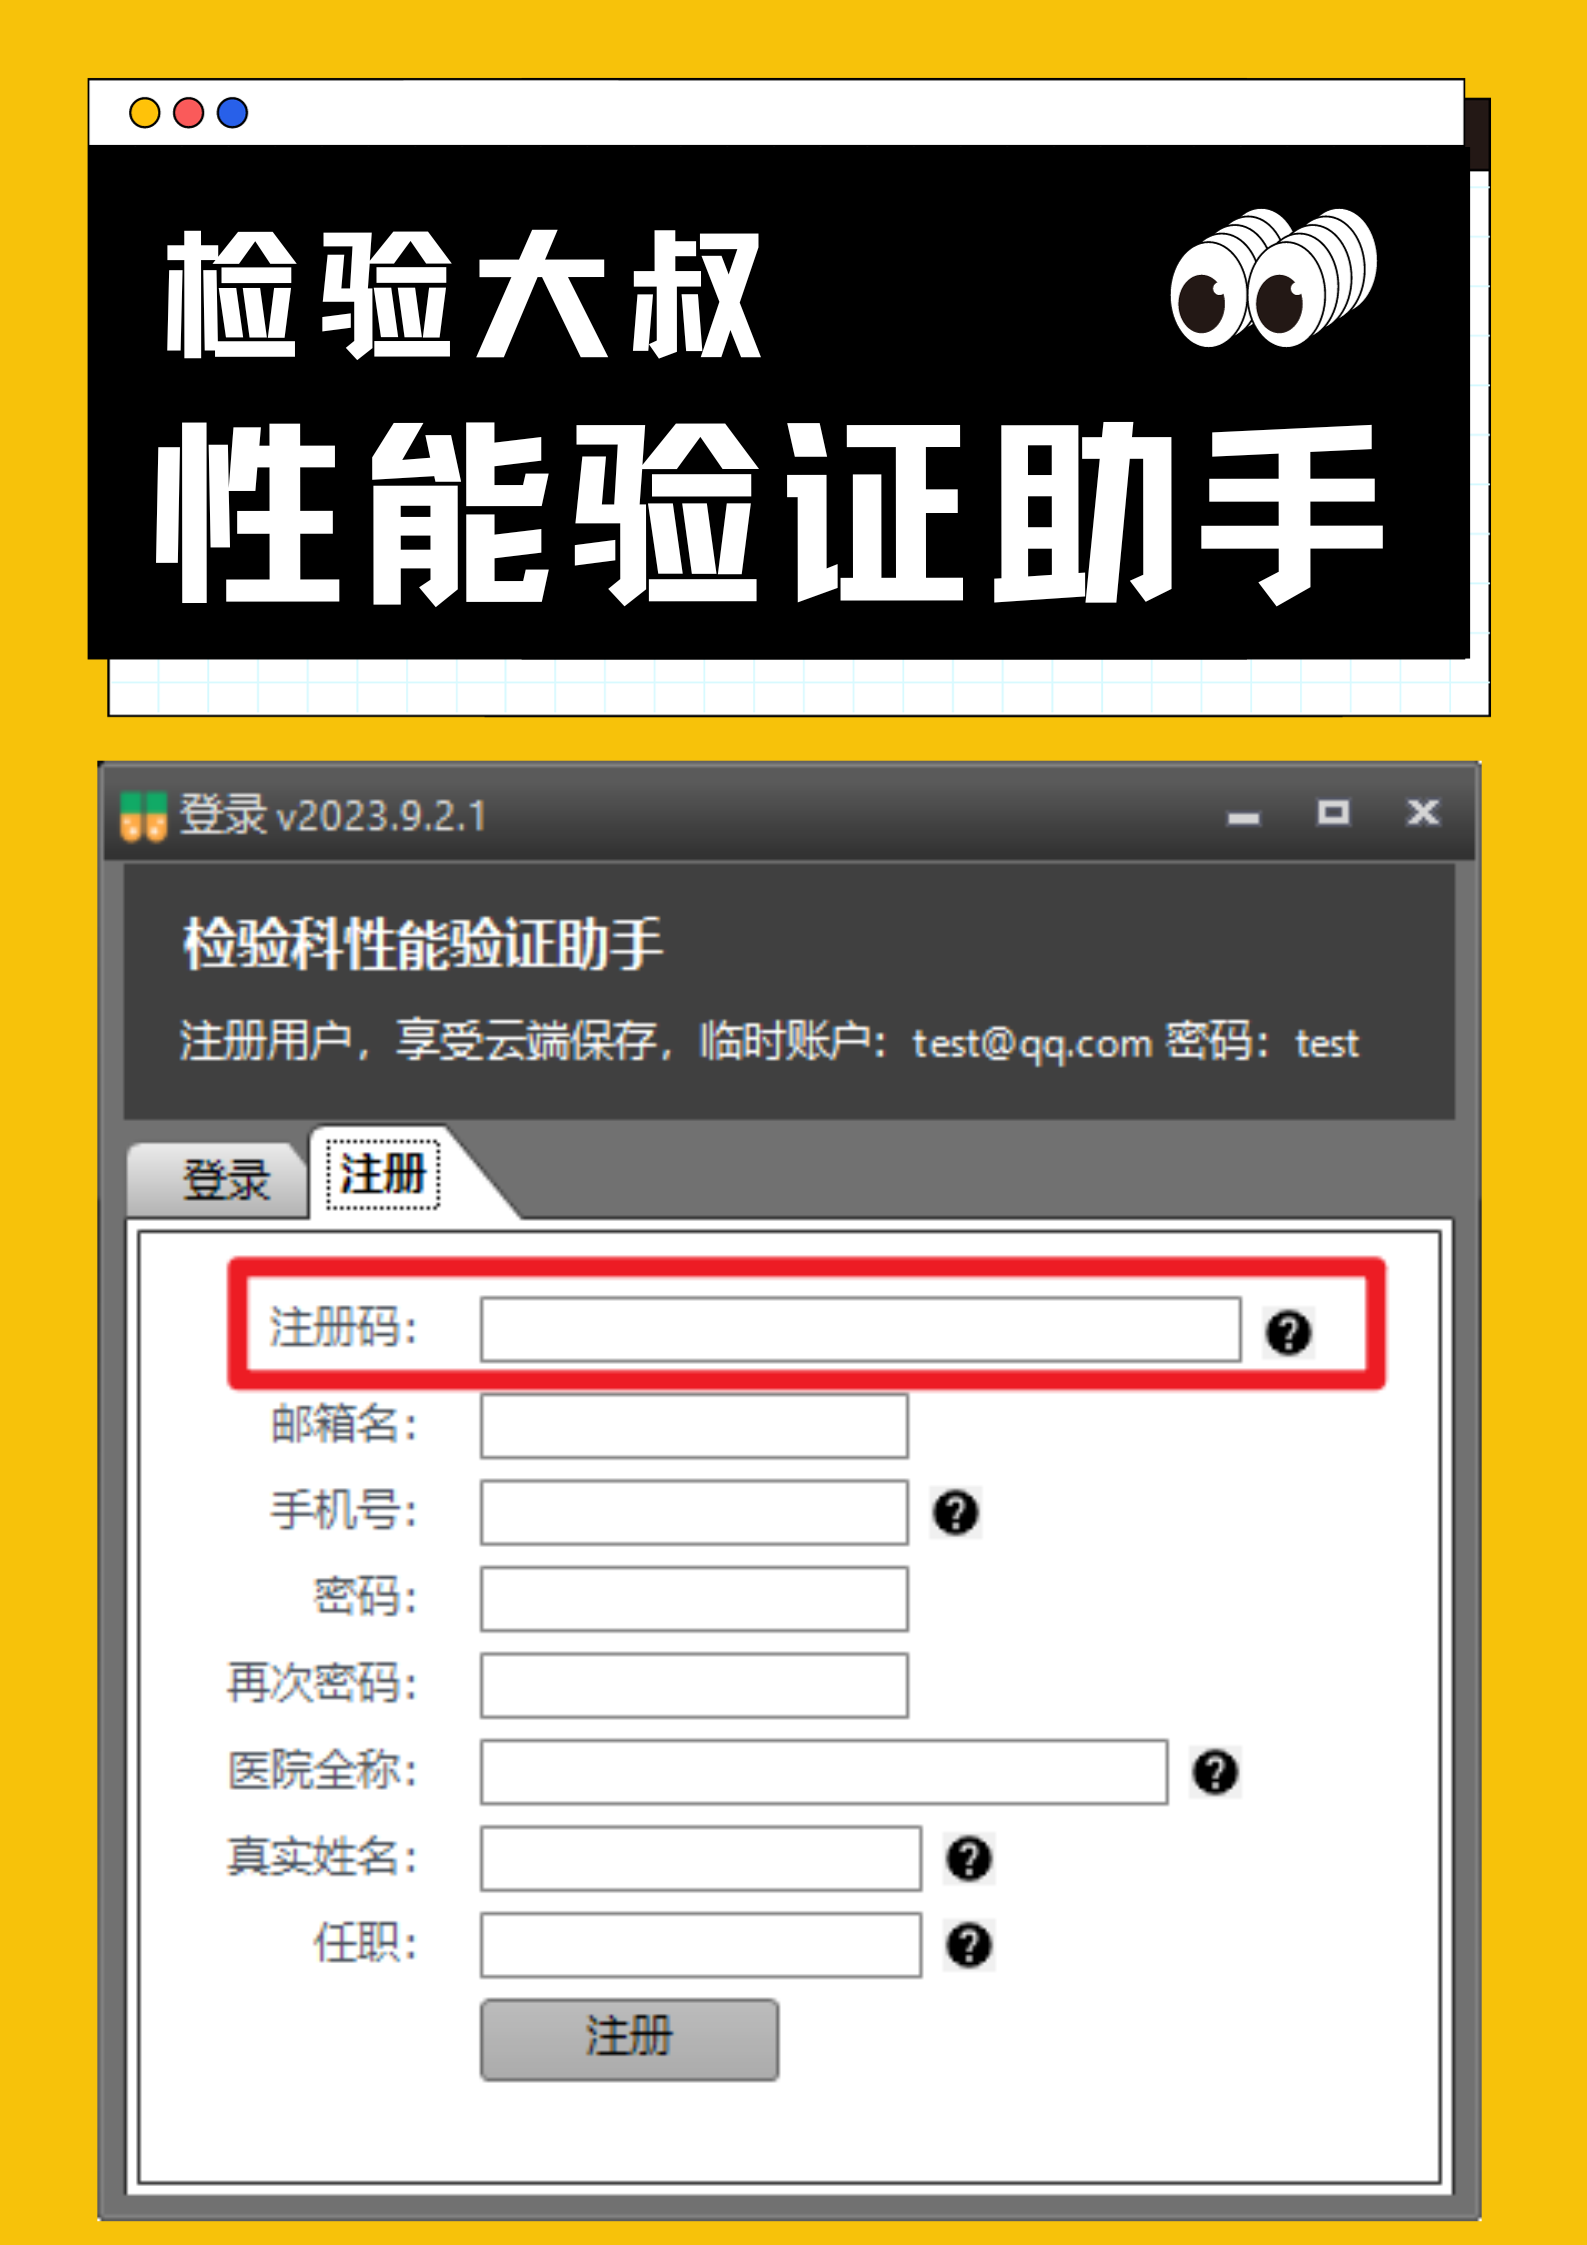 检验大叔
性能验证助手
登录 v2023.9.2.1
检验科性能验证助手
注册用户，享受云端保存，临时账户：test@qq.com 密码：test
登录 注册
注册码：
邮箱名：
手机号：
密码：
再次密码：
医院全称：
真实姓名：
任职：
注册